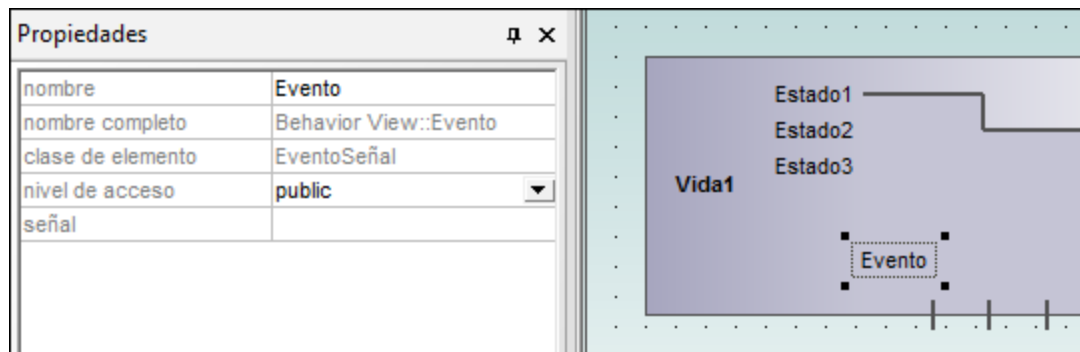 Propiedades
nombre Evento
nombre completo Behavior View::Evento
clase de elemento EventoSeñal
nivel de acceso public
señal
Estado1
Estado2
Estado3
Vida1
Evento